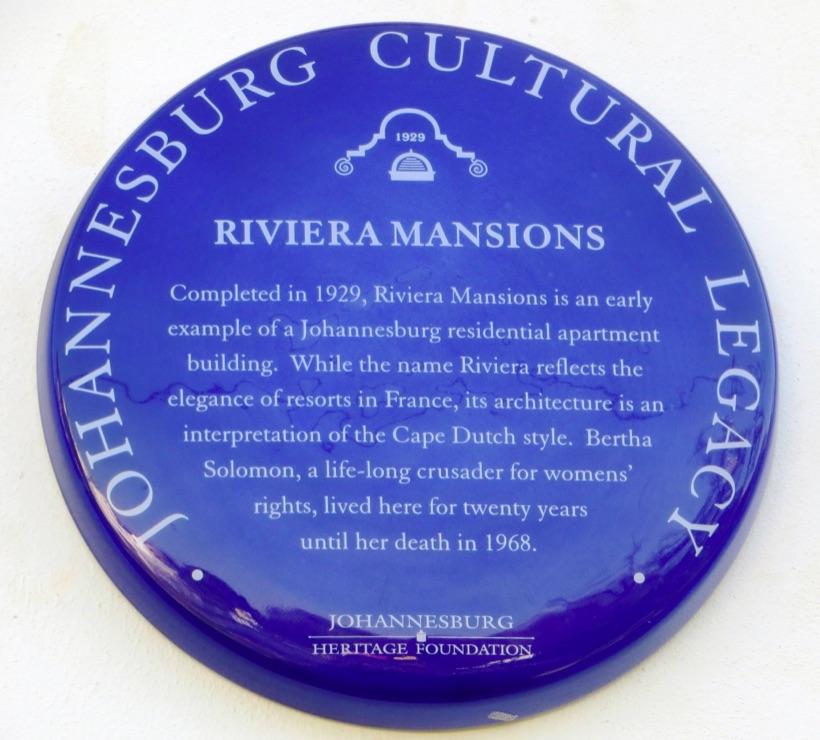 JOHANNESBURG CULTURAL LEGACY
1929
RIVIERA MANSIONS
Completed in 1929, Riviera Mansions is an early
example of a Johannesburg residential apartment
building. While the name Riviera reflects the
elegance of resorts in France, its architecture is an
interpretation of the Cape Dutch style. Bertha
Solomon, a life-long crusader for womens'
rights, lived here for twenty years
until her death in 1968.
JOHANNESBURG
HERITAGE FOUNDATION